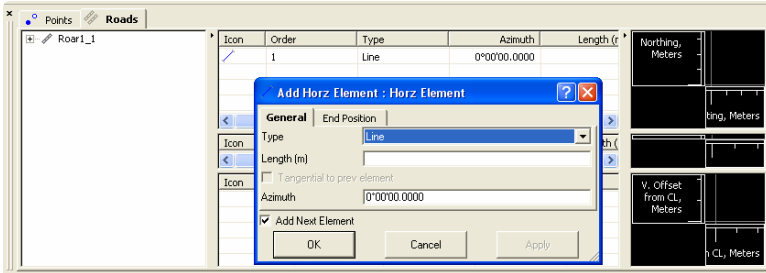 Points Roads
Roar1_1
Icon Order Type Azimuth Length (r
1 Line 0°00'00.0000
Northing,
Meters
ting, Meters
Add Horz Element : Horz Element
General End Position
Type Line
Length (m)
Tangential to prev element
Azimuth 0°00'00.0000
Add Next Element
OK Cancel Apply
Icon th (
Icon
V. Offset
from CL,
Meters
CL, Meters